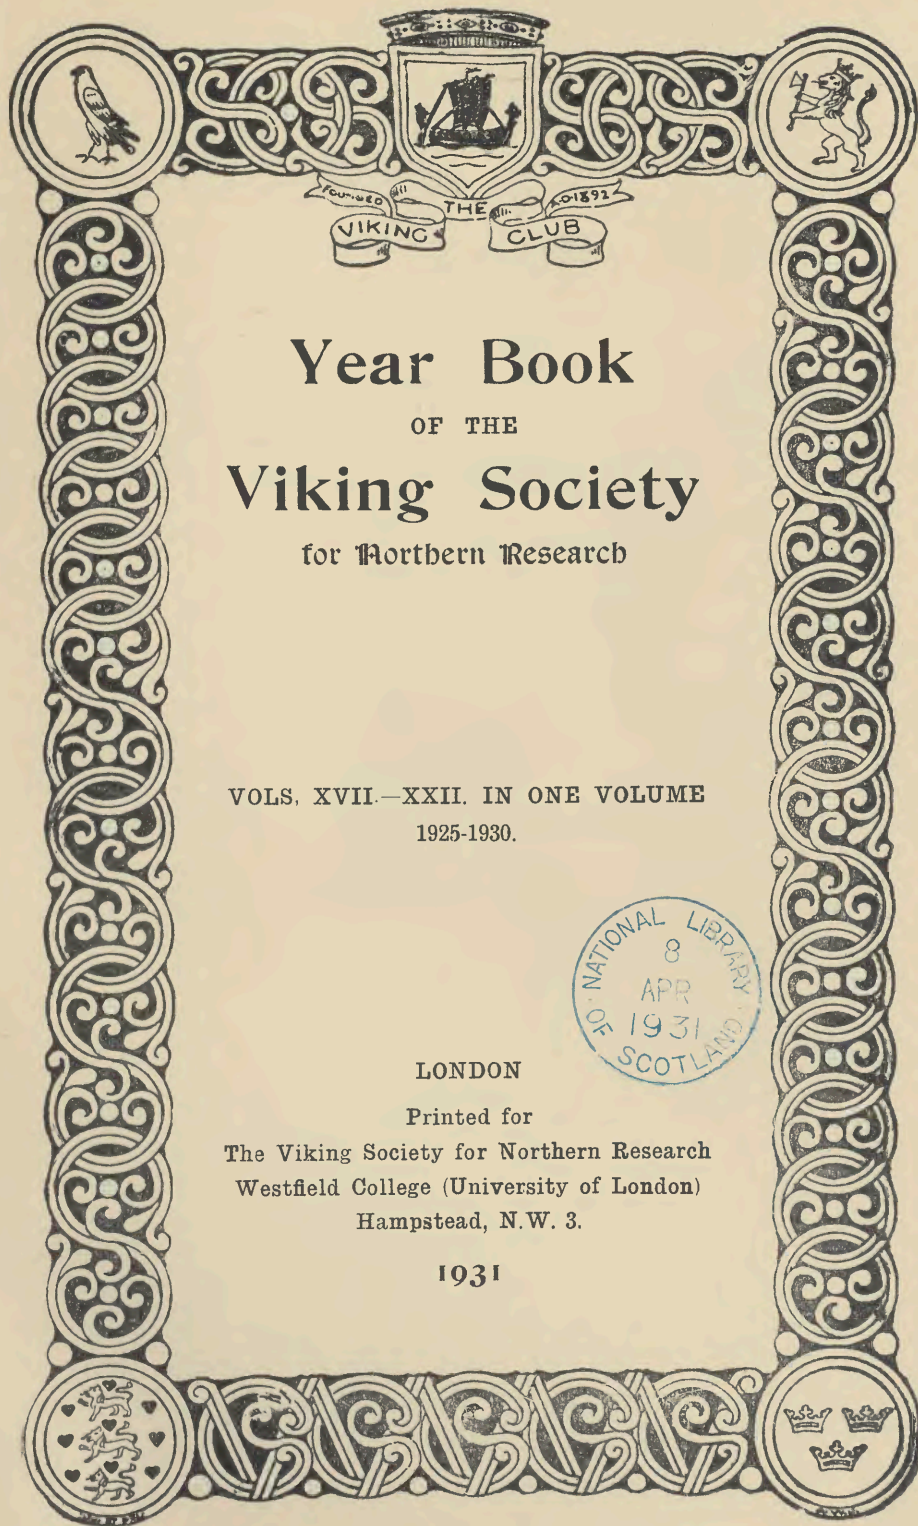 FOUNDED THE A.D. 1892
VIKING CLUB
Year Book
OF THE
Viking Society
for Northern Research
VOLS, XVII.—XXII. IN ONE VOLUME
1925-1930.
NATIONAL LIBRARY
8
APR
1931
OF SCOTLAND
LONDON
Printed for
The Viking Society for Northern Research
Westfield College (University of London)
Hampstead, N.W. 3.
1931